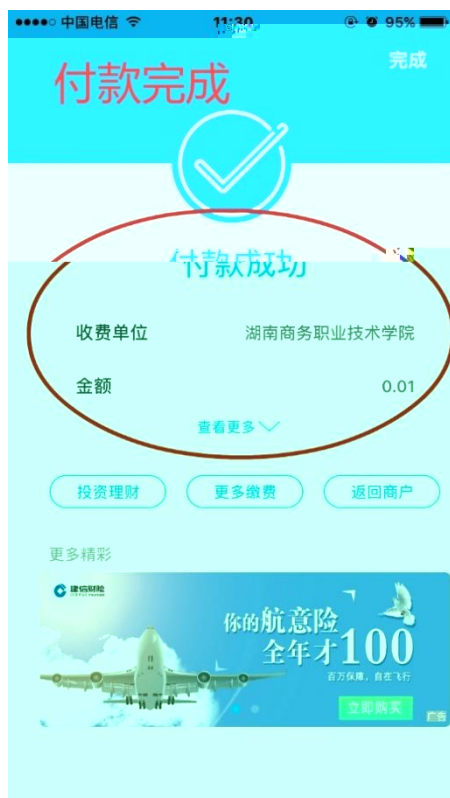 中国电信 11:30 95%
完成
付款完成
付款成功
收费单位 湖南商务职业技术学院
金额 0.01
查看更多
投资理财 更多缴费 返回商户
更多精彩
建信财险
你的航意险
全年才100
百万保障，自在飞行
立即购买
广告